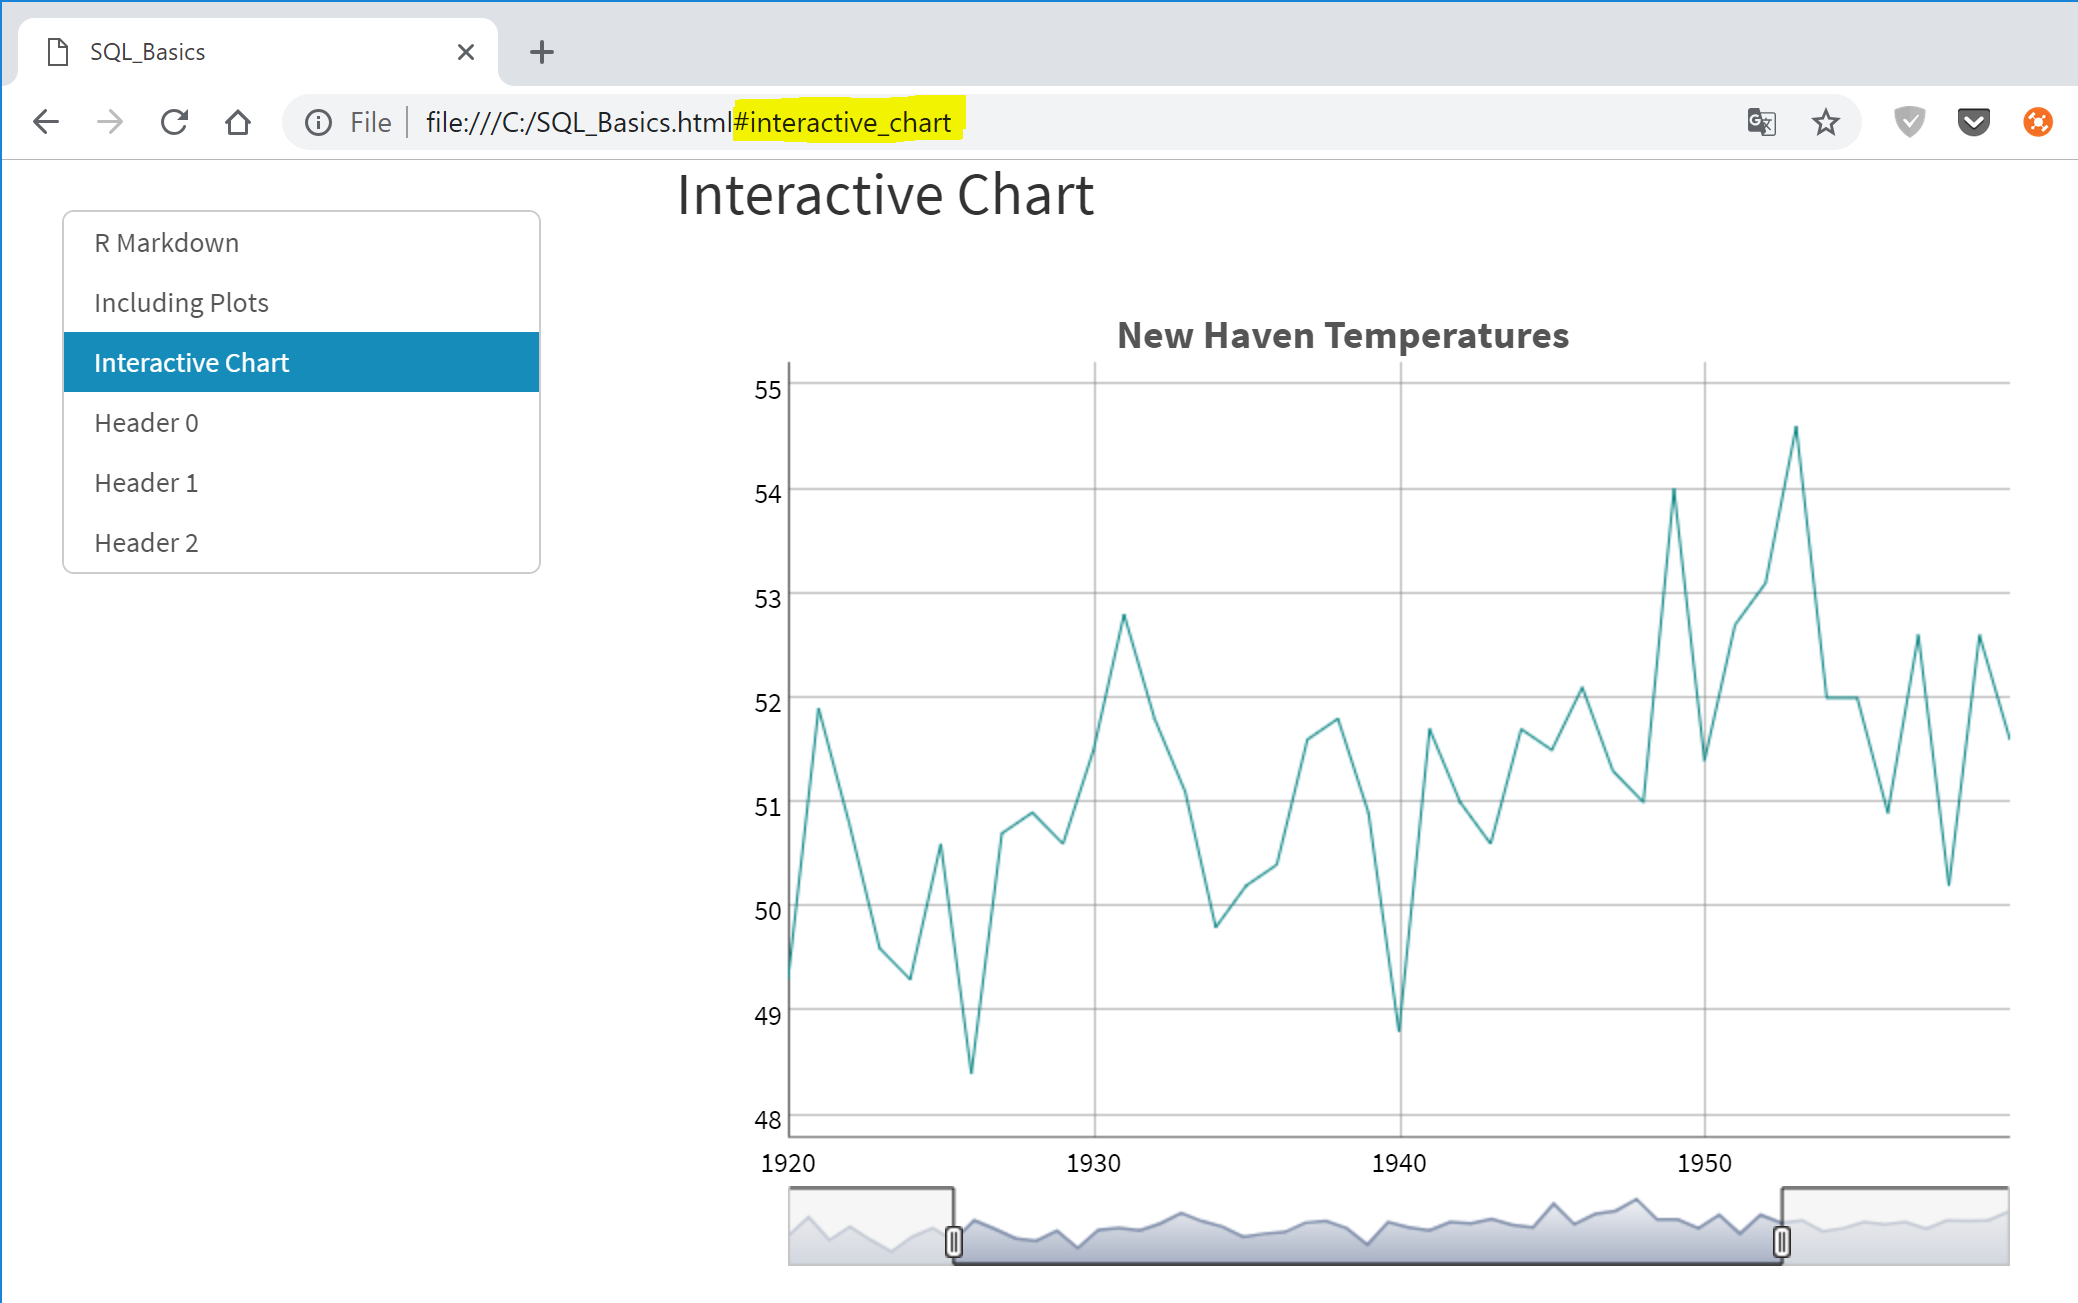 SQL_Basics
File file:///C:/SQL_Basics.html#interactive_chart
R Markdown
Including Plots
Interactive Chart
Header 0
Header 1
Header 2
Interactive Chart
New Haven Temperatures
55
54
53
52
51
50
49
48
1920 1930 1940 1950